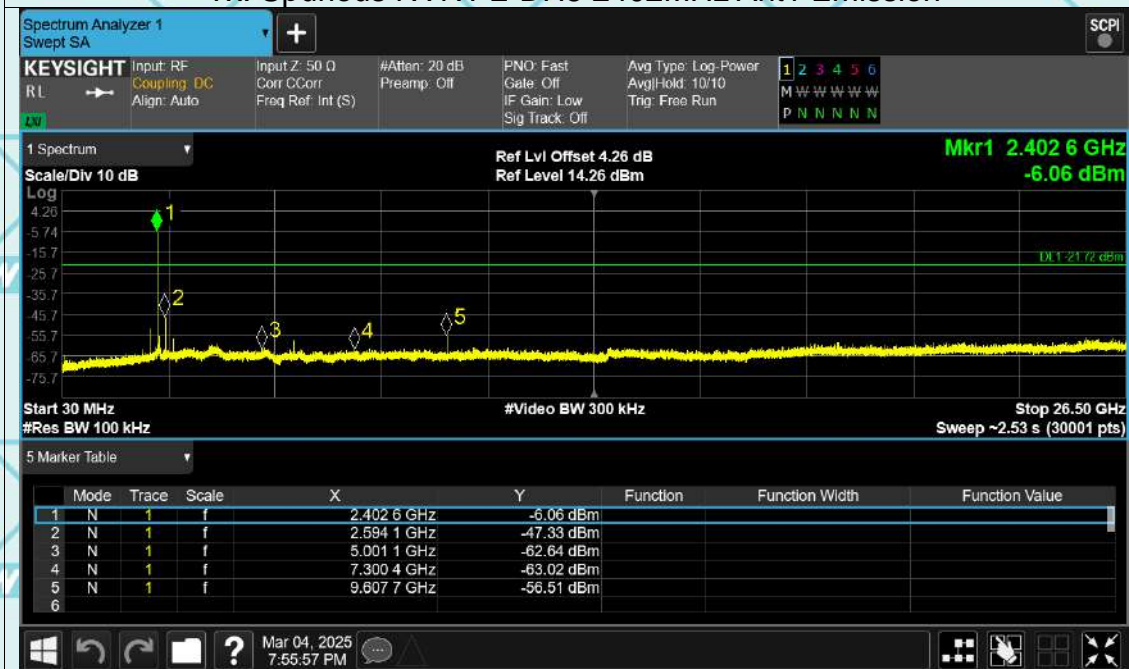 Spectrum Analyzer 1
Swept SA
+
SCPI
KEYSIGHT Input: RF Input Z: 50 Ω #Atten: 20 dB PNO: Fast Avg Type: Log-Power 1 2 3 4 5 6
RL Coupling: DC Corr CCorr Preamp: Off Gate: Off Avg|Hold: 10/10 M W W W W W
Align: Auto Freq Ref: Int (S) IF Gain: Low Trig: Free Run
LXI Sig Track: Off P N N N N N
1 Spectrum
Ref Lvl Offset 4.26 dB
Mkr1 2.402 6 GHz
Scale/Div 10 dB Ref Level 14.26 dBm -6.06 dBm
Log
4.26
1
-5.74
-15.7
DL1 -21.72 dBm
-25.7
-35.7
2
-45.7
5
3 4
-55.7
-65.7
-75.7
Start 30 MHz #Video BW 300 kHz Stop 26.50 GHz
#Res BW 100 kHz Sweep ~2.53 s (30001 pts)
5 Marker Table
Mode Trace Scale X Y Function Function Width Function Value
1 N 1 f 2.402 6 GHz -6.06 dBm
2 N 1 f 2.594 1 GHz -47.33 dBm
3 N 1 f 5.001 1 GHz -62.64 dBm
4 N 1 f 7.300 4 GHz -63.02 dBm
5 N 1 f 9.607 7 GHz -56.51 dBm
6
? Mar 04, 2025
7:55:57 PM